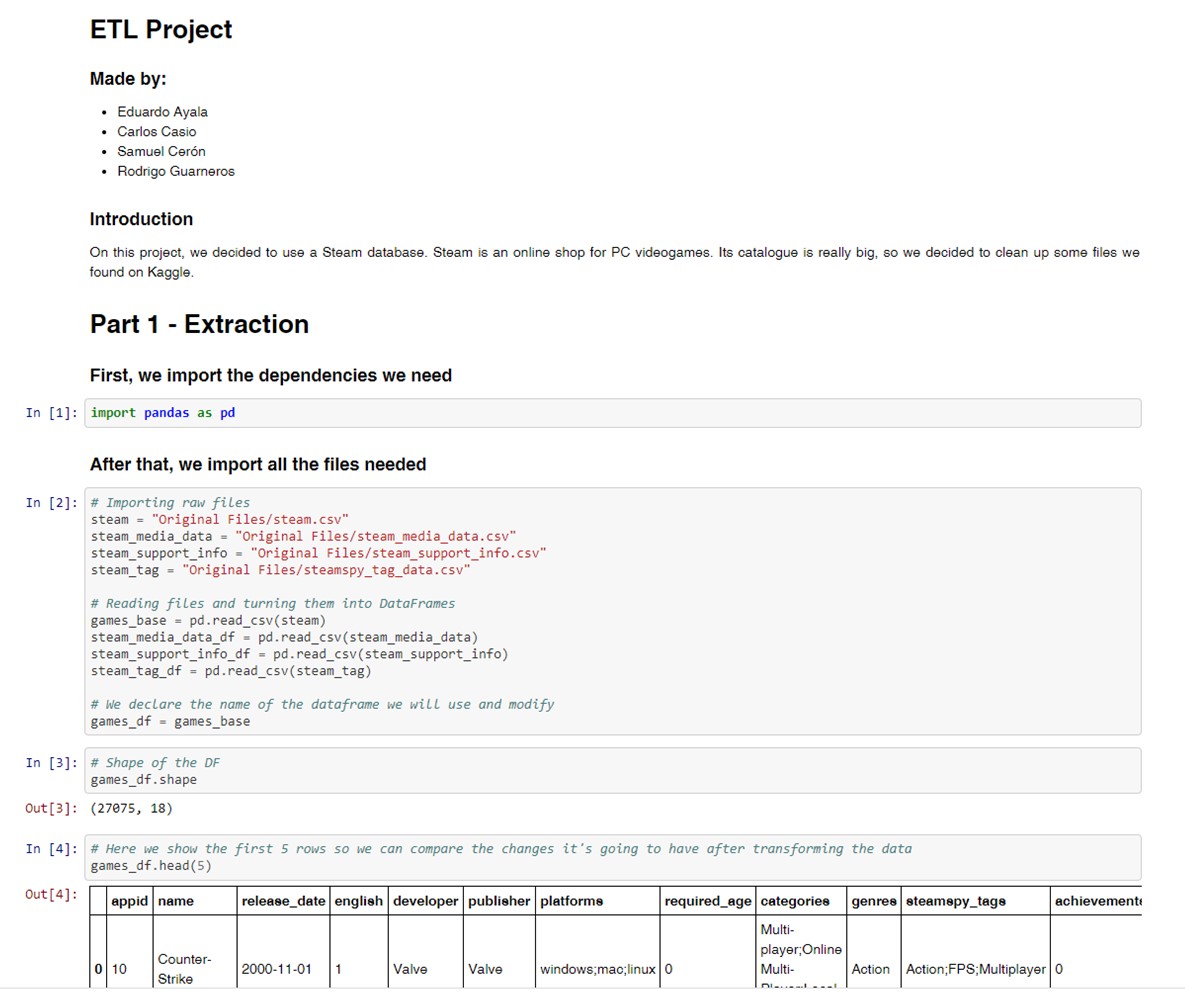 ETL Project
Made by:
Eduardo Ayala
Carlos Casio
Samuel Cerón
Rodrigo Guarneros
Introduction
On this project, we decided to use a Steam database. Steam is an online shop for PC videogames. Its catalogue is really big, so we decided to clean up some files we
found on Kaggle.
Part 1 - Extraction
First, we import the dependencies we need
In [1]: import pandas as pd
After that, we import all the files needed
In [2]: # Importing raw files
steam = "Original Files/steam.csv"
steam_media_data = "Original Files/steam_media_data.csv"
steam_support_info = "Original Files/steam_support_info.csv"
steam_tag = "Original Files/steamspy_tag_data.csv"
# Reading files and turning them into DataFrames
games_base = pd.read_csv(steam)
steam_media_data_df = pd.read_csv(steam_media_data)
steam_support_info_df = pd.read_csv(steam_support_info)
steam_tag_df = pd.read_csv(steam_tag)
# We declare the name of the dataframe we will use and modify
games_df = games_base
In [3]: # Shape of the DF
games_df.shape
Out[3]: (27075, 18)
In [4]: # Here we show the first 5 rows so we can compare the changes it's going to have after transforming the data
games_df.head(5)
Out[4]: appid name release_date english developer publisher platforms required_age categories genres steamspy_tags
Multi-
player;Online
0 10 Counter- 2000-11-01 1 Valve Valve windows;mac;linux 0 Multi- Action Action;FPS;Multiplayer 0
Strike